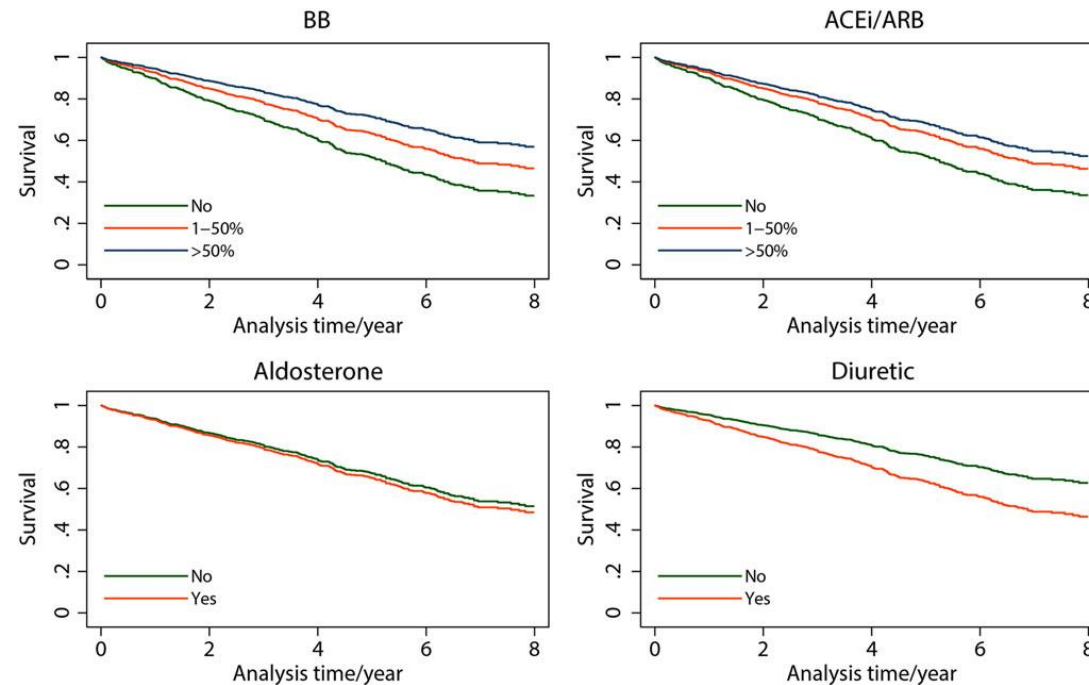 BB
Survival
0 .2 .4 .6 .8 1
No
1–50%
>50%
0 2 4 6 8
Analysis time/year
ACEi/ARB
Survival
0 .2 .4 .6 .8 1
No
1–50%
>50%
0 2 4 6 8
Analysis time/year
Aldosterone
Survival
0 .2 .4 .6 .8 1
No
Yes
0 2 4 6 8
Analysis time/year
Diuretic
Survival
0 .2 .4 .6 .8 1
No
Yes
0 2 4 6 8
Analysis time/year